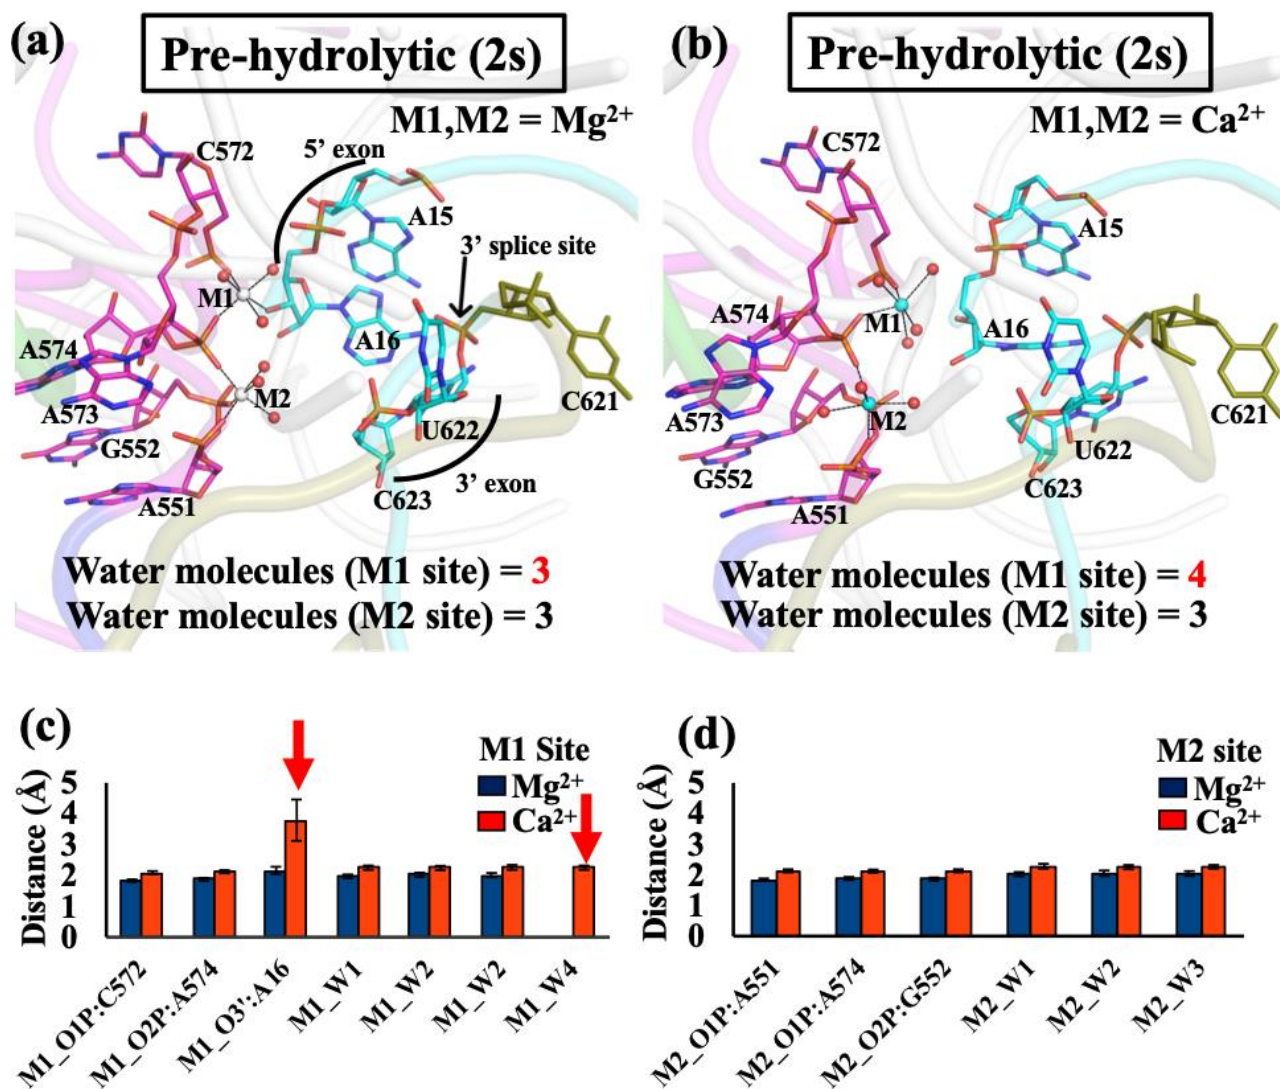 (a)
Pre-hydrolytic (2s)
M1,M2 = Mg²⁺
C572
5’ exon
A15
3’ splice site
M1
A16
A574
M2
C621
A573
U622
G552
3’ exon
C623
A551
Water molecules (M1 site) = 3
Water molecules (M2 site) = 3
(b)
Pre-hydrolytic (2s)
M1,M2 = Ca²⁺
C572
A15
A574
M1
A16
C621
A573
M2
U622
G552
C623
A551
Water molecules (M1 site) = 4
Water molecules (M2 site) = 3
(c)
M1 Site
Mg²⁺
Ca²⁺
Distance (Å)
5
4
3
2
1
0
M1_O1P:C572
M1_O2P:A574
M1_O3':A16
M1_W1
M1_W2
M1_W2
M1_W4
(d)
M2 site
Mg²⁺
Ca²⁺
Distance (Å)
5
4
3
2
1
0
M2_O1P:A551
M2_O1P:A574
M2_O2P:G552
M2_W1
M2_W2
M2_W3